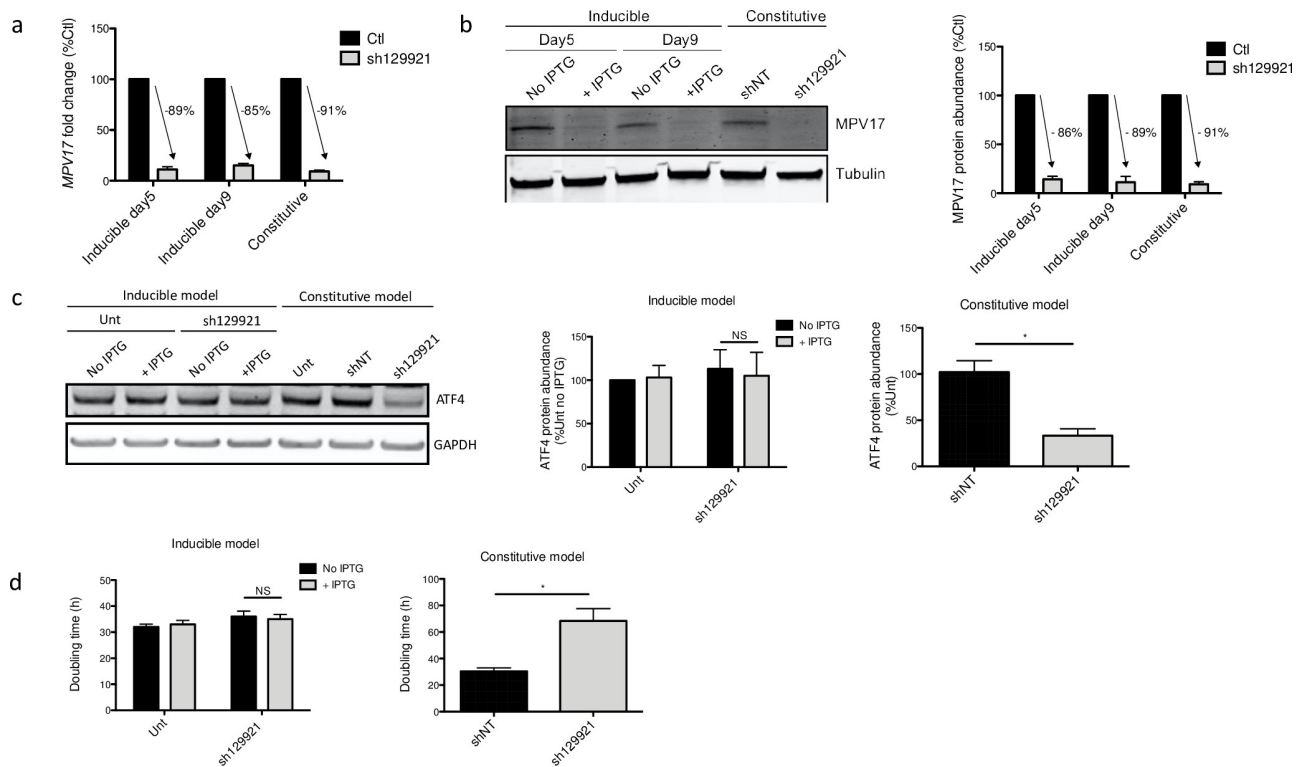 a
MPV17 fold change (%Ctl)
150
100
50
0
Ctl
sh129921
-89%
-85%
-91%
Inducible day5
Inducible day9
Constitutive
b
Inducible
Constitutive
Day5
Day9
No IPTG
+ IPTG
No IPTG
+IPTG
shNT
sh129921
MPV17
Tubulin
MPV17 protein abundance (%Ctl)
150
100
50
0
Ctl
sh129921
- 86%
- 89%
- 91%
Inducible day5
Inducible day9
Constitutive
c
Inducible model
Constitutive model
Unt
sh129921
No IPTG
+ IPTG
No IPTG
+IPTG
Unt
shNT
sh129921
ATF4
GAPDH
Inducible model
ATF4 protein abundance
(%Unt no IPTG)
150
100
50
0
No IPTG
+ IPTG
NS
Unt
sh129921
Constitutive model
ATF4 protein abundance
(%Unt)
150
100
50
0
*
shNT
sh129921
d
Inducible model
Doubling time (h)
50
40
30
20
10
0
No IPTG
+ IPTG
NS
Unt
sh129921
Constitutive model
Doubling time (h)
100
80
60
40
20
0
*
shNT
sh129921